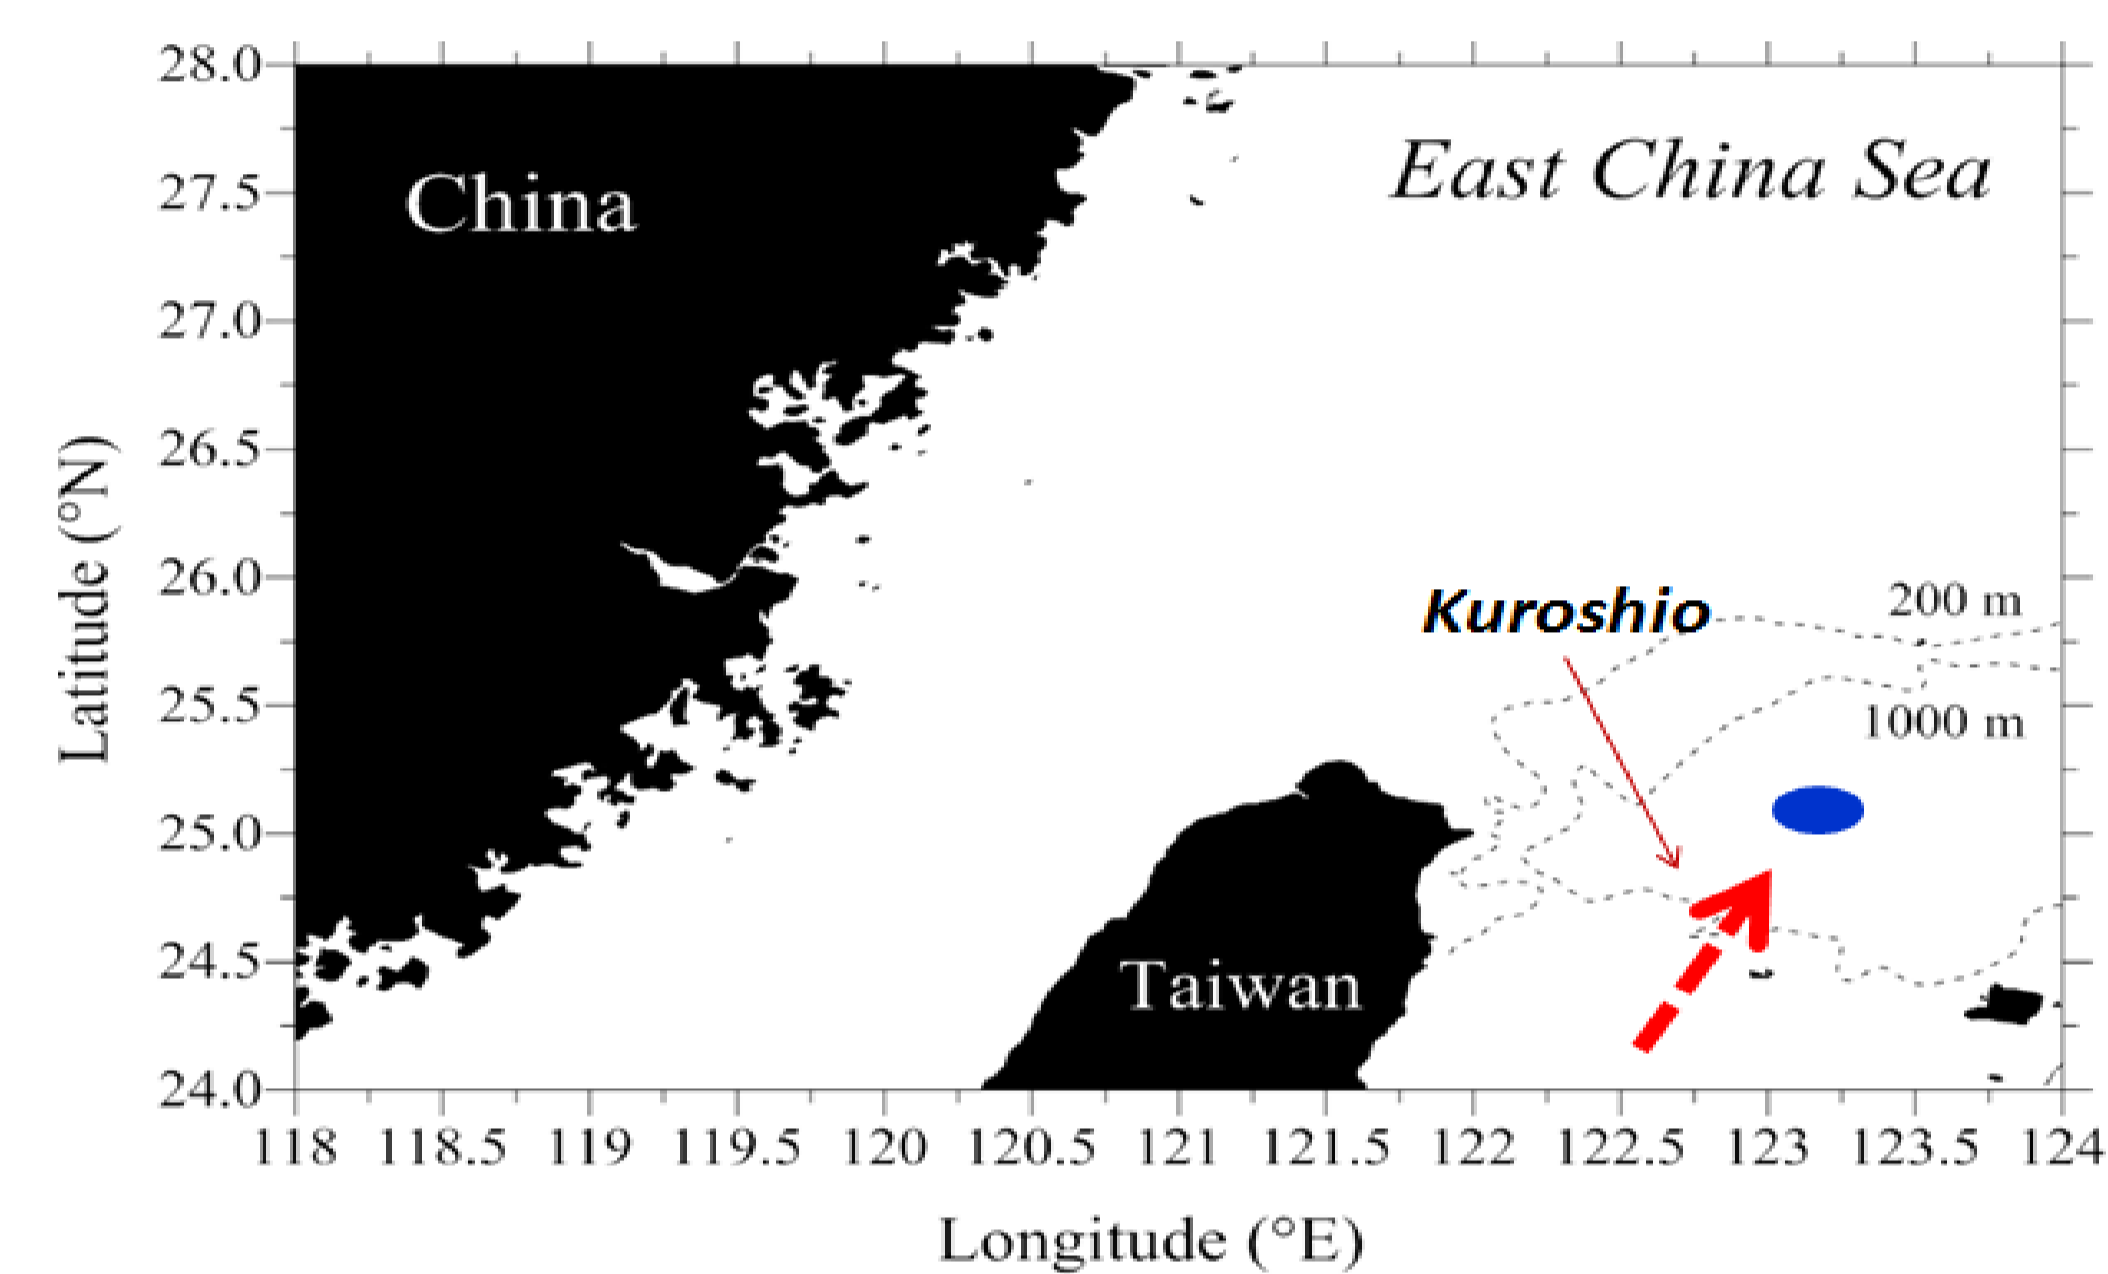 28.0
27.5
27.0
26.5
26.0
25.5
25.0
24.5
24.0
Latitude (°N)
China
East China Sea
Kuroshio
200 m
1000 m
Taiwan
118 118.5 119 119.5 120 120.5 121 121.5 122 122.5 123 123.5 124
Longitude (°E)